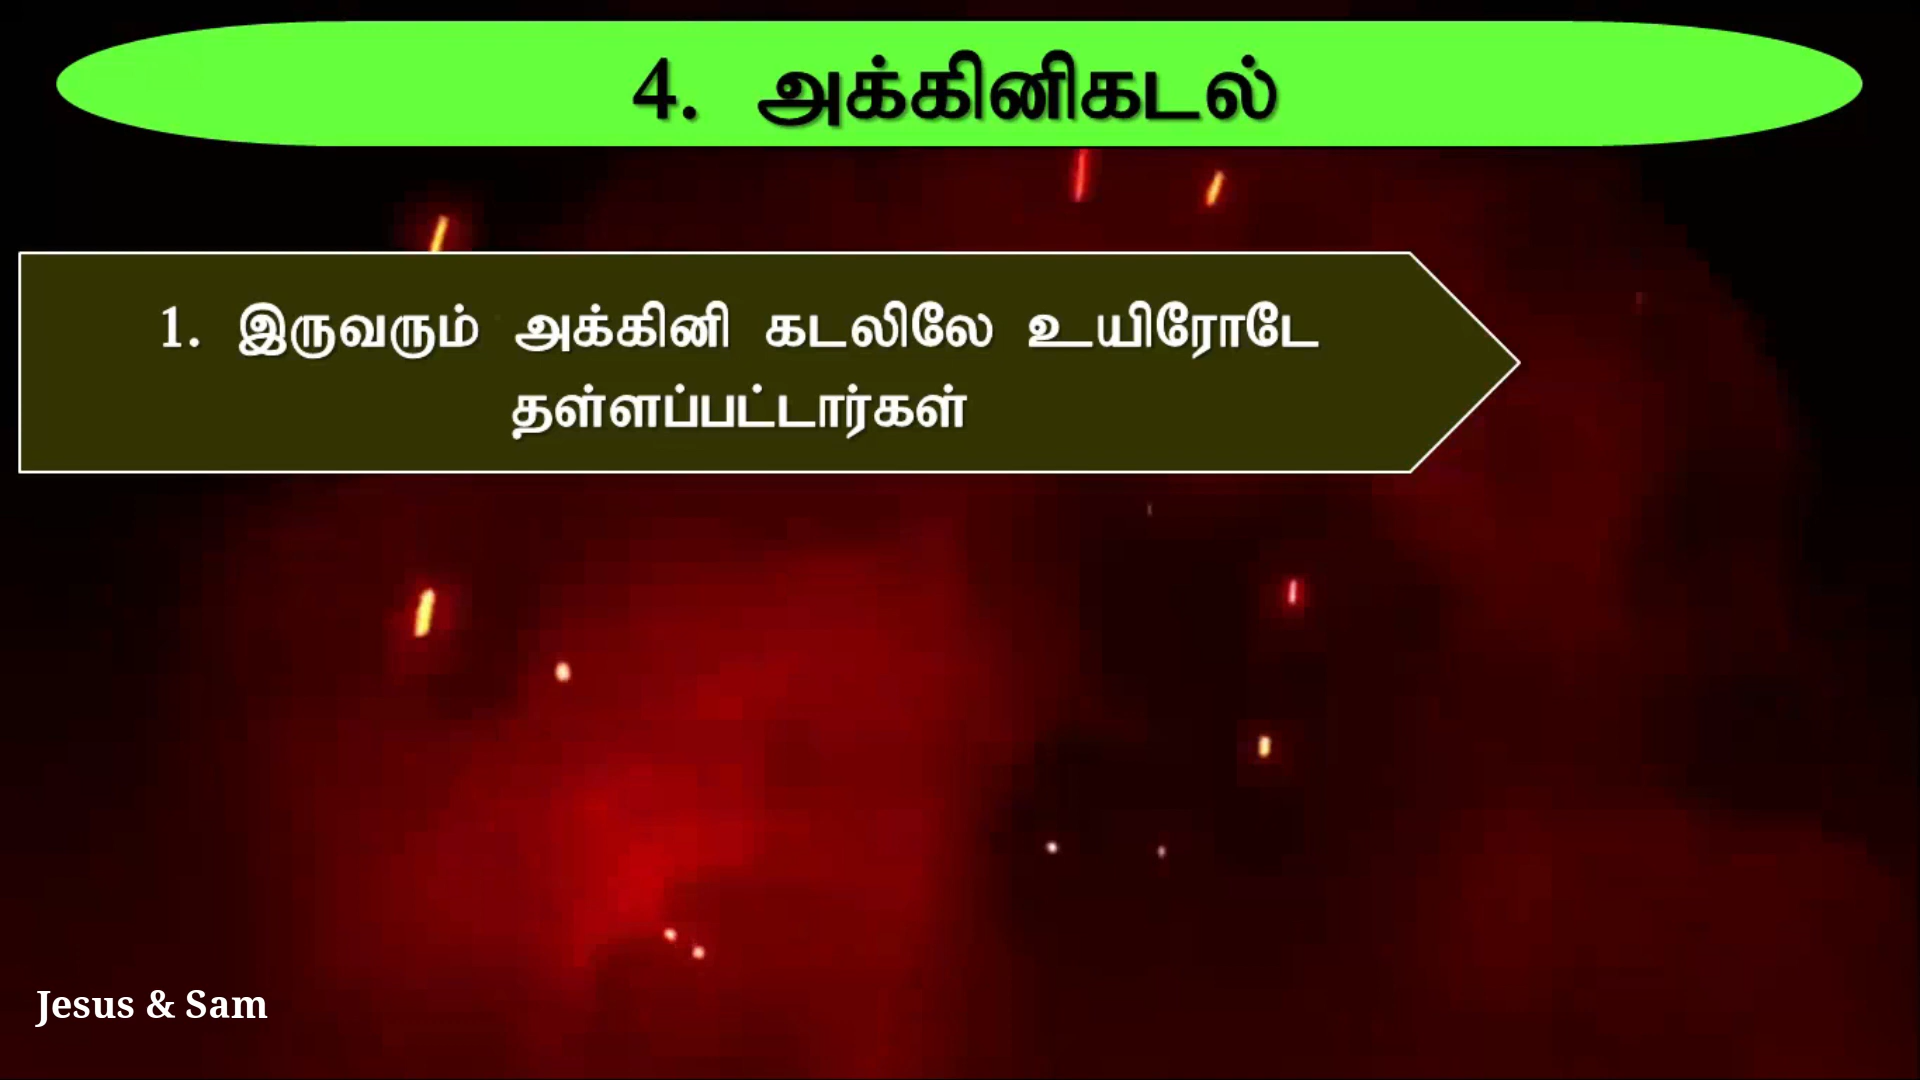 4. அக்கினிகடல்
1. இருவரும் அக்கினி கடலிலே உயிரோடே
தள்ளப்பட்டார்கள்
Jesus & Sam